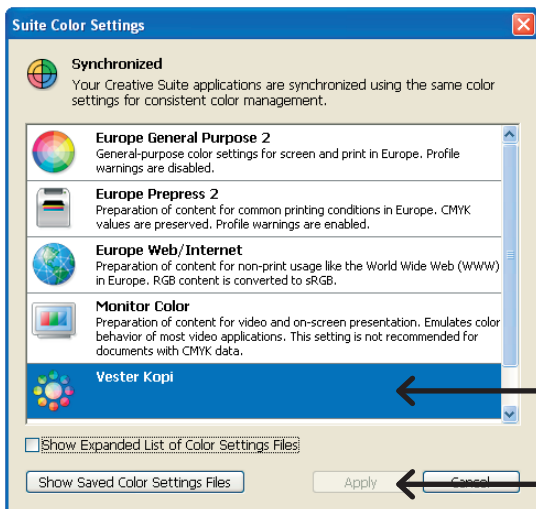 Suite Color Settings
Synchronized
Your Creative Suite applications are synchronized using the same color
settings for consistent color management.
Europe General Purpose 2
General-purpose color settings for screen and print in Europe. Profile
warnings are disabled.
Europe Prepress 2
Preparation of content for common printing conditions in Europe. CMYK
values are preserved. Profile warnings are enabled.
Europe Web/Internet
Preparation of content for non-print usage like the World Wide Web (WWW)
in Europe. RGB content is converted to sRGB.
Monitor Color
Preparation of content for video and on-screen presentation. Emulates color
behavior of most video applications. This setting is not recommended for
documents with CMYK data.
Vester Kopi
Show Expanded List of Color Settings Files
Show Saved Color Settings Files
Apply
Cancel